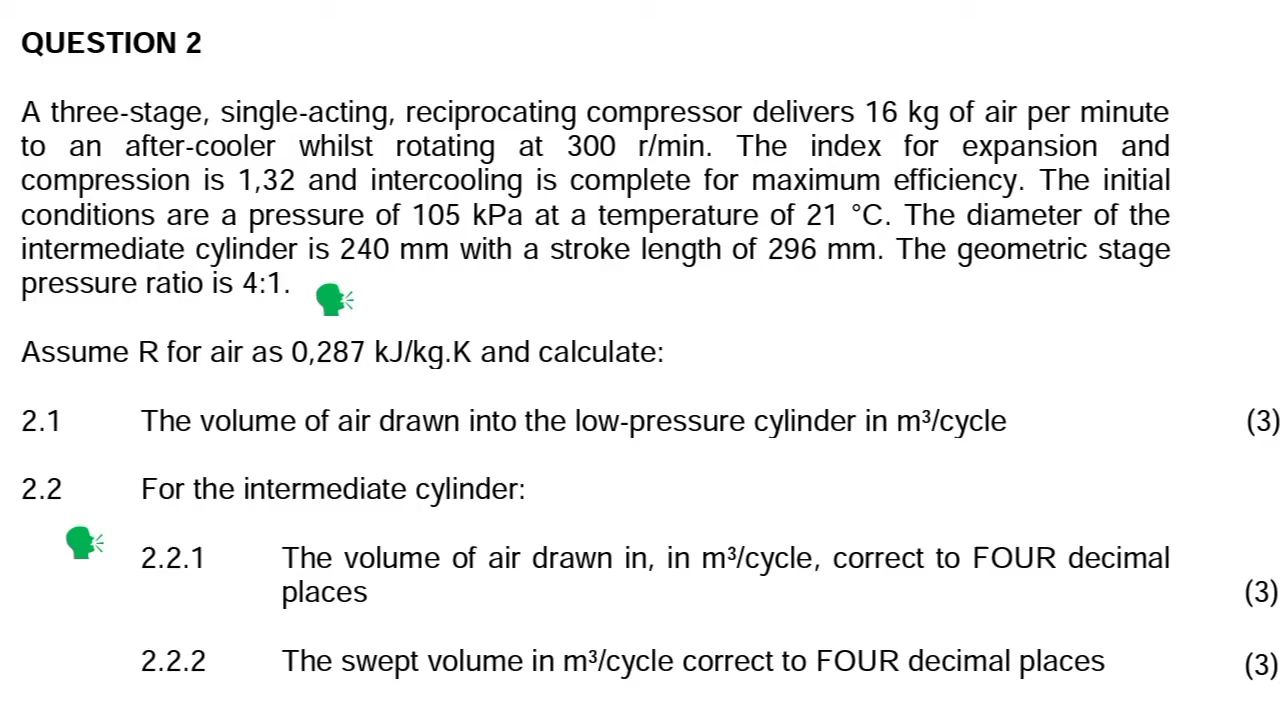 QUESTION 2
A three-stage, single-acting, reciprocating compressor delivers 16 kg of air per minute
to an after-cooler whilst rotating at 300 r/min. The index for expansion and
compression is 1,32 and intercooling is complete for maximum efficiency. The initial
conditions are a pressure of 105 kPa at a temperature of 21 °C. The diameter of the
intermediate cylinder is 240 mm with a stroke length of 296 mm. The geometric stage
pressure ratio is 4:1.
Assume R for air as 0,287 kJ/kg.K and calculate:
2.1 The volume of air drawn into the low-pressure cylinder in m³/cycle (3)
2.2 For the intermediate cylinder:
2.2.1 The volume of air drawn in, in m³/cycle, correct to FOUR decimal
places (3)
2.2.2 The swept volume in m³/cycle correct to FOUR decimal places (3)